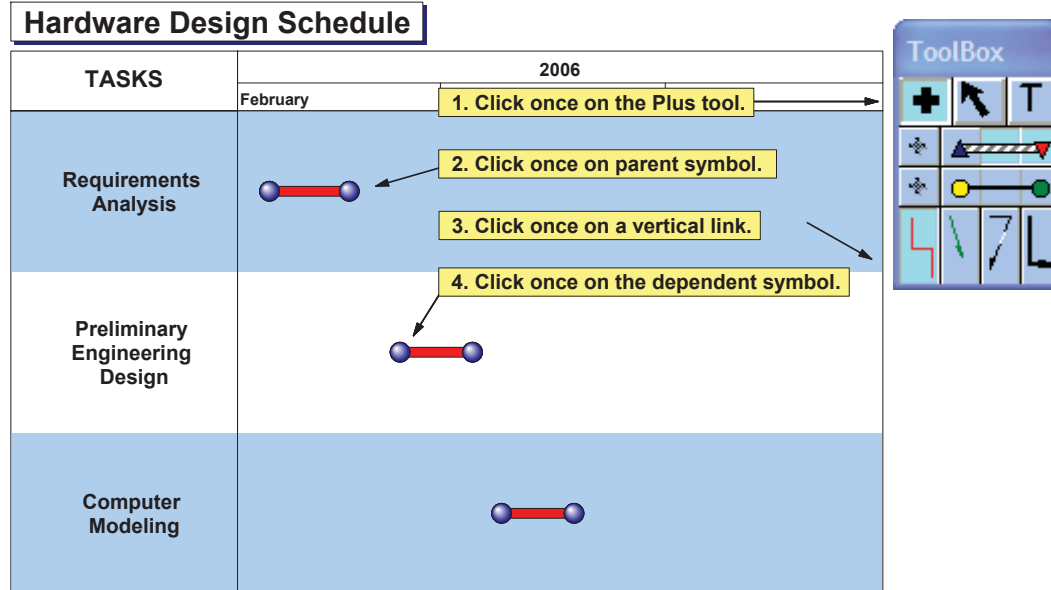 Hardware Design Schedule
ToolBox
TASKS
2006
February
1. Click once on the Plus tool.
T
2. Click once on parent symbol.
Requirements
Analysis
3. Click once on a vertical link.
4. Click once on the dependent symbol.
Preliminary
Engineering
Design
Computer
Modeling